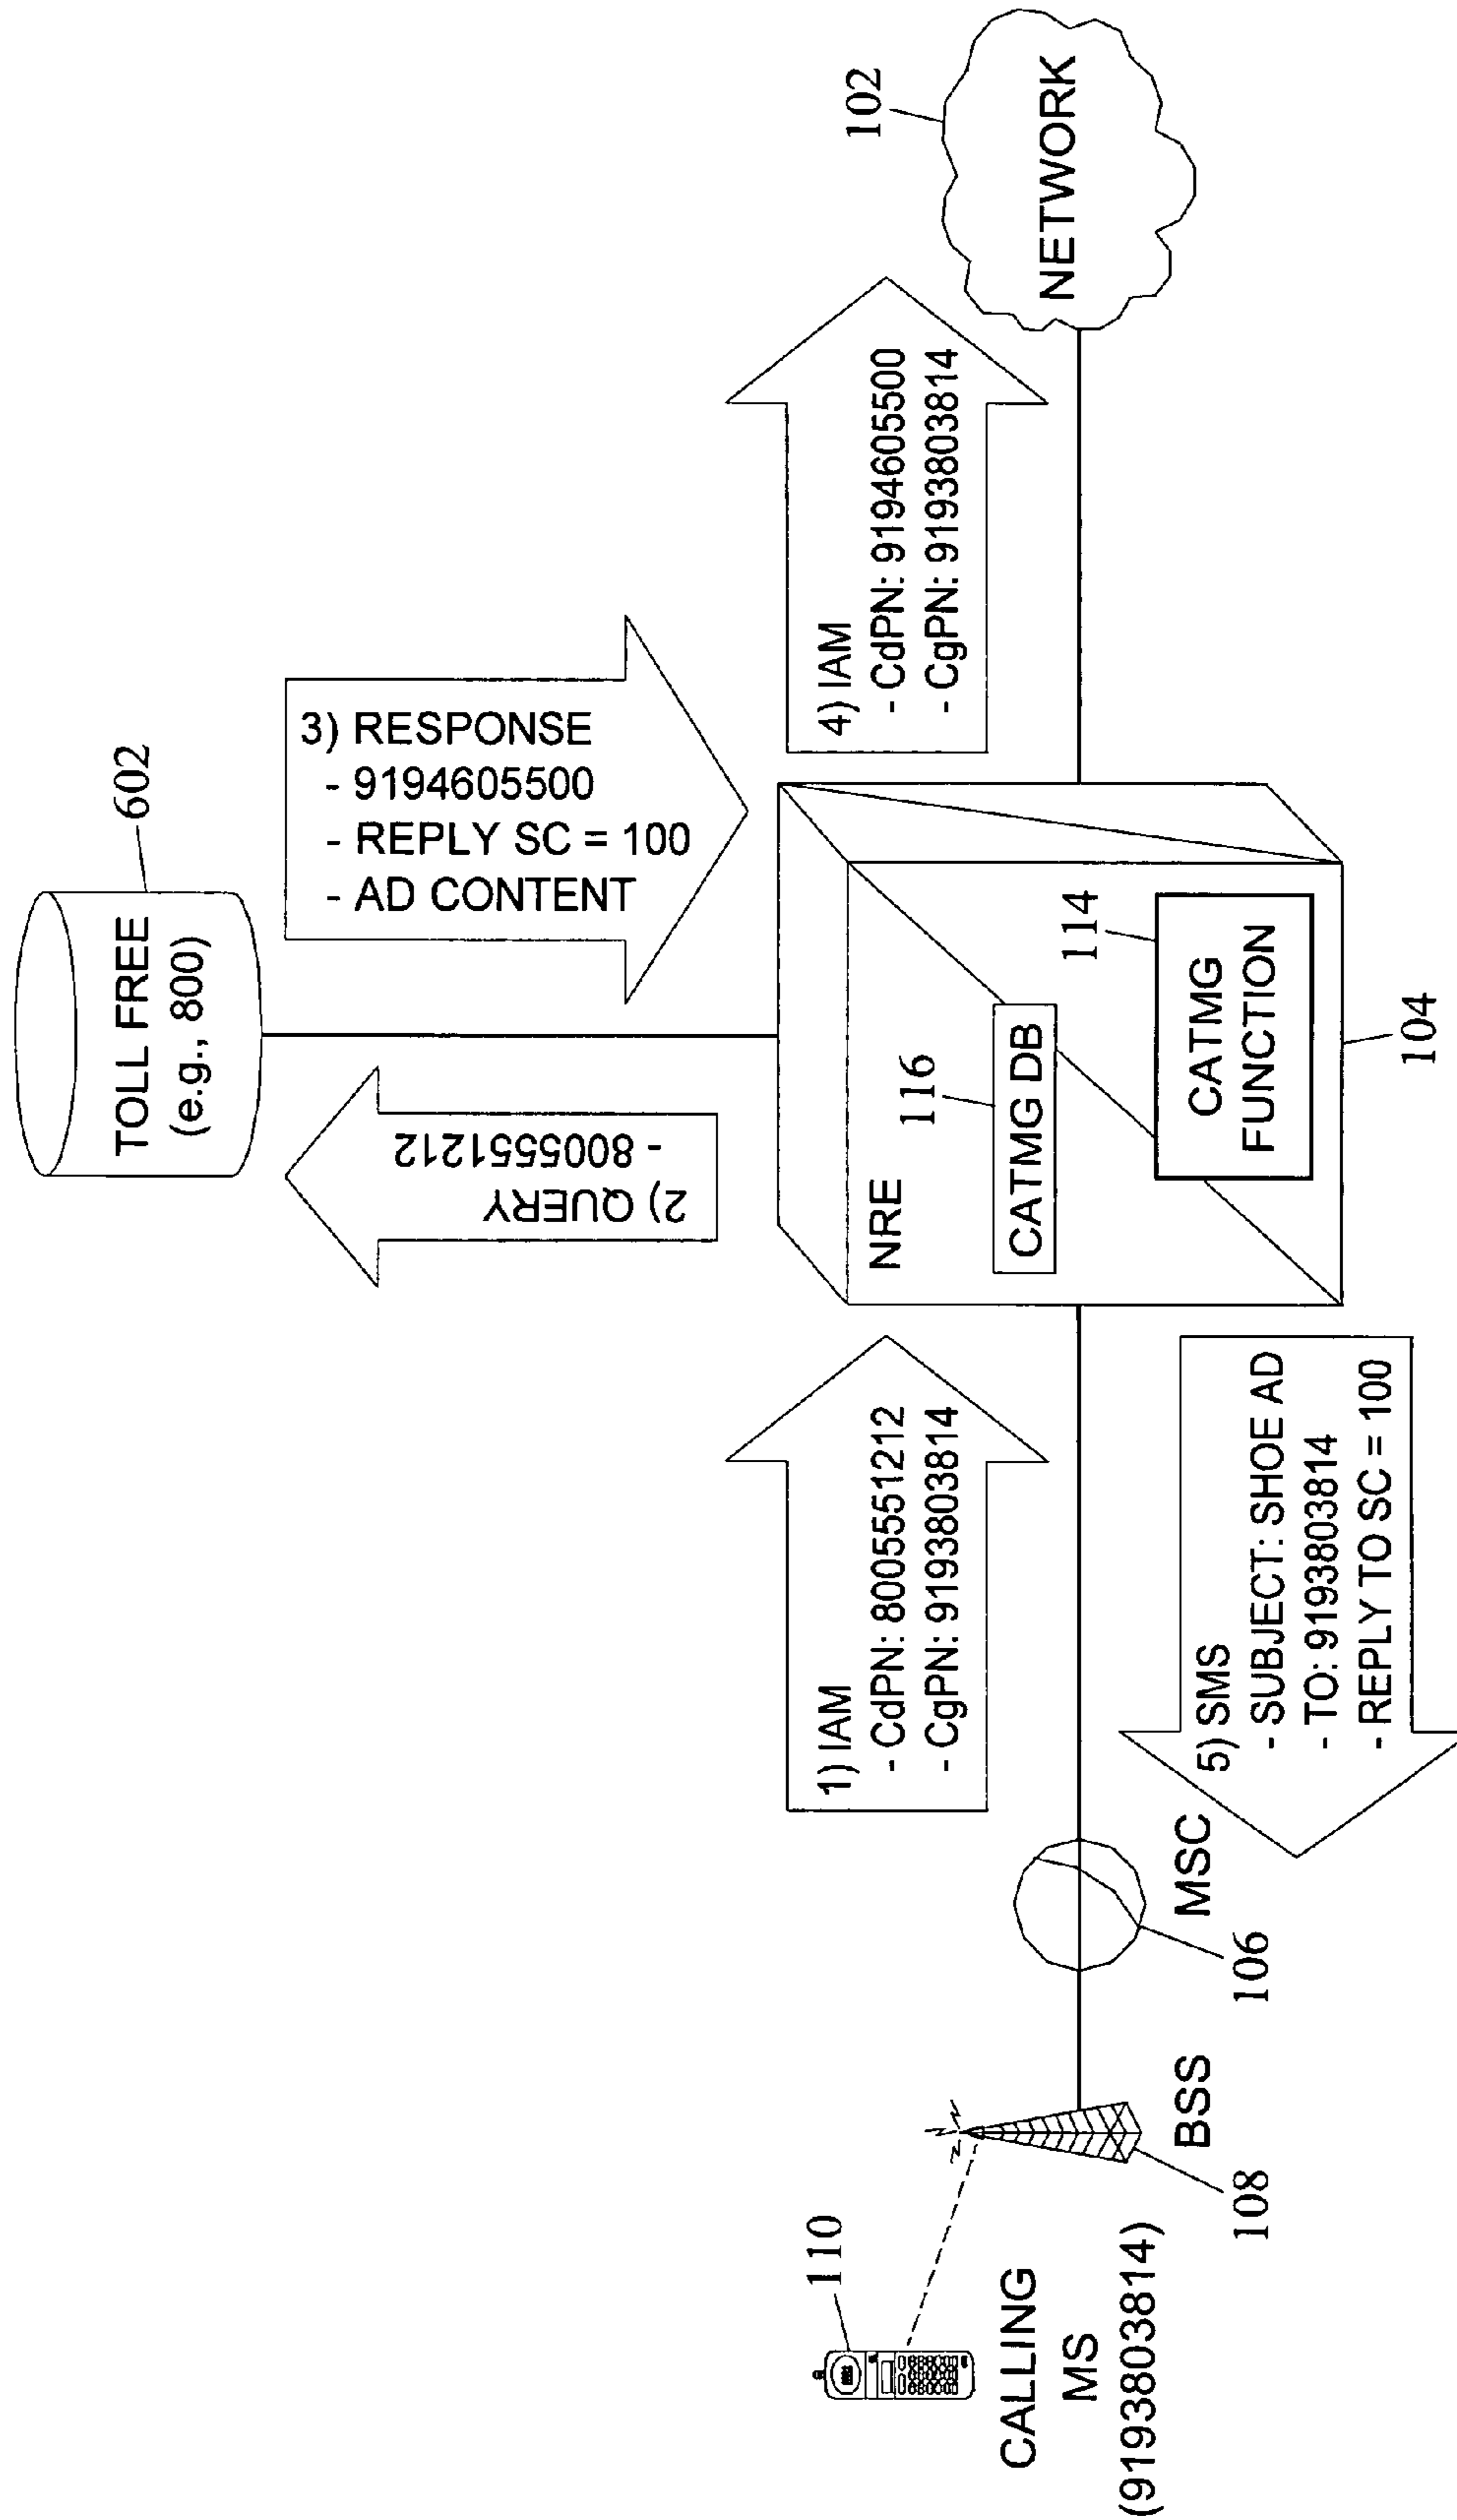 TOLL FREE
(e.g., 800)
602
2) QUERY
- 8005551212
3) RESPONSE
- 9194605500
- REPLY SC = 100
- AD CONTENT
110
CALLING
MS
(9193803814)
108
BSS
106
MSC
1) IAM
- CdPN: 8005551212
- CgPN: 9193803814
NRE
116
CATMG DB
114
CATMG
FUNCTION
104
4) IAM
- CdPN: 9194605500
- CgPN: 9193803814
102
NETWORK
5) SMS
- SUBJECT: SHOE AD
- TO: 9193803814
- REPLY TO SC = 100